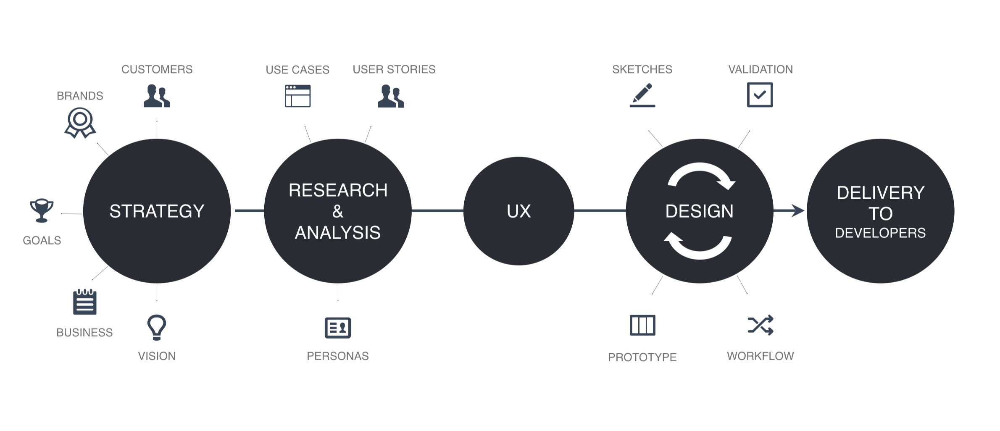 CUSTOMERS
BRANDS
GOALS
BUSINESS
VISION
STRATEGY
USE CASES
USER STORIES
RESEARCH
&
ANALYSIS
PERSONAS
UX
SKETCHES
VALIDATION
DESIGN
PROTOTYPE
WORKFLOW
DELIVERY
TO
DEVELOPERS